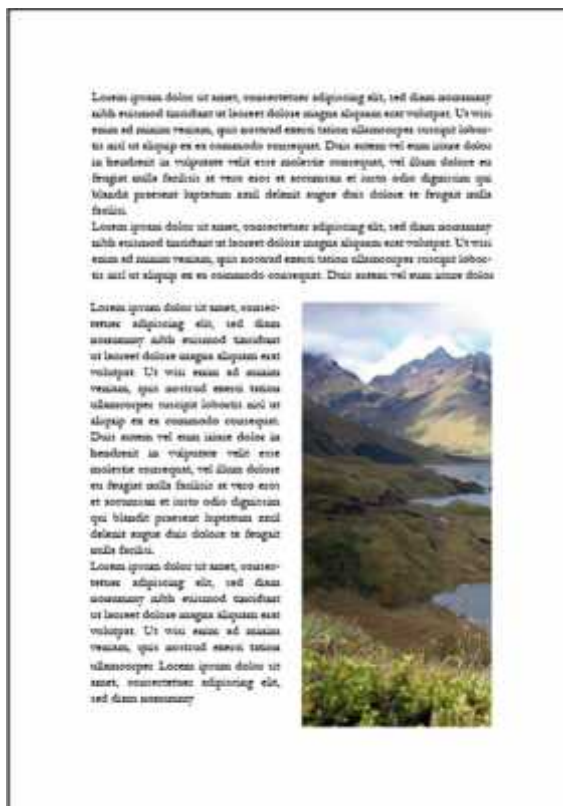 Lorem ipsum dolor sit amet, consectetuer adipiscing elit, sed diam nonummy
nibh euismod tincidunt ut laoreet dolore magna aliquam erat volutpat. Ut wisi
enim ad minim veniam, quis nostrud exerci tation ullamcorper suscipit lobor-
tis nisl ut aliquip ex ea commodo consequat. Duis autem vel eum iriure dolor
in hendrerit in vulputate velit esse molestie consequat, vel illum dolore eu
feugiat nulla facilisis at vero eros et accumsan et iusto odio dignissim qui
blandit praesent luptatum zzril delenit augue duis dolore te feugait nulla
facilisi.
Lorem ipsum dolor sit amet, consectetuer adipiscing elit, sed diam nonummy
nibh euismod tincidunt ut laoreet dolore magna aliquam erat volutpat. Ut wisi
enim ad minim veniam, quis nostrud exerci tation ullamcorper suscipit lobor-
tis nisl ut aliquip ex ea commodo consequat. Duis autem vel eum iriure dolor
Lorem ipsum dolor sit amet, consec-
tetuer adipiscing elit, sed diam
nonummy nibh euismod tincidunt
ut laoreet dolore magna aliquam erat
volutpat. Ut wisi enim ad minim
veniam, quis nostrud exerci tation
ullamcorper suscipit lobortis nisl ut
aliquip ex ea commodo consequat.
Duis autem vel eum iriure dolor in
hendrerit in vulputate velit esse
molestie consequat, vel illum dolore
eu feugiat nulla facilisis at vero eros
et accumsan et iusto odio dignissim
qui blandit praesent luptatum zzril
delenit augue duis dolore te feugait
nulla facilisi.
Lorem ipsum dolor sit amet, consec-
tetuer adipiscing elit, sed diam
nonummy nibh euismod tincidunt
ut laoreet dolore magna aliquam erat
volutpat. Ut wisi enim ad minim
veniam, quis nostrud exerci tation
ullamcorper Lorem ipsum dolor sit
amet, consectetuer adipiscing elit,
sed diam nonummy